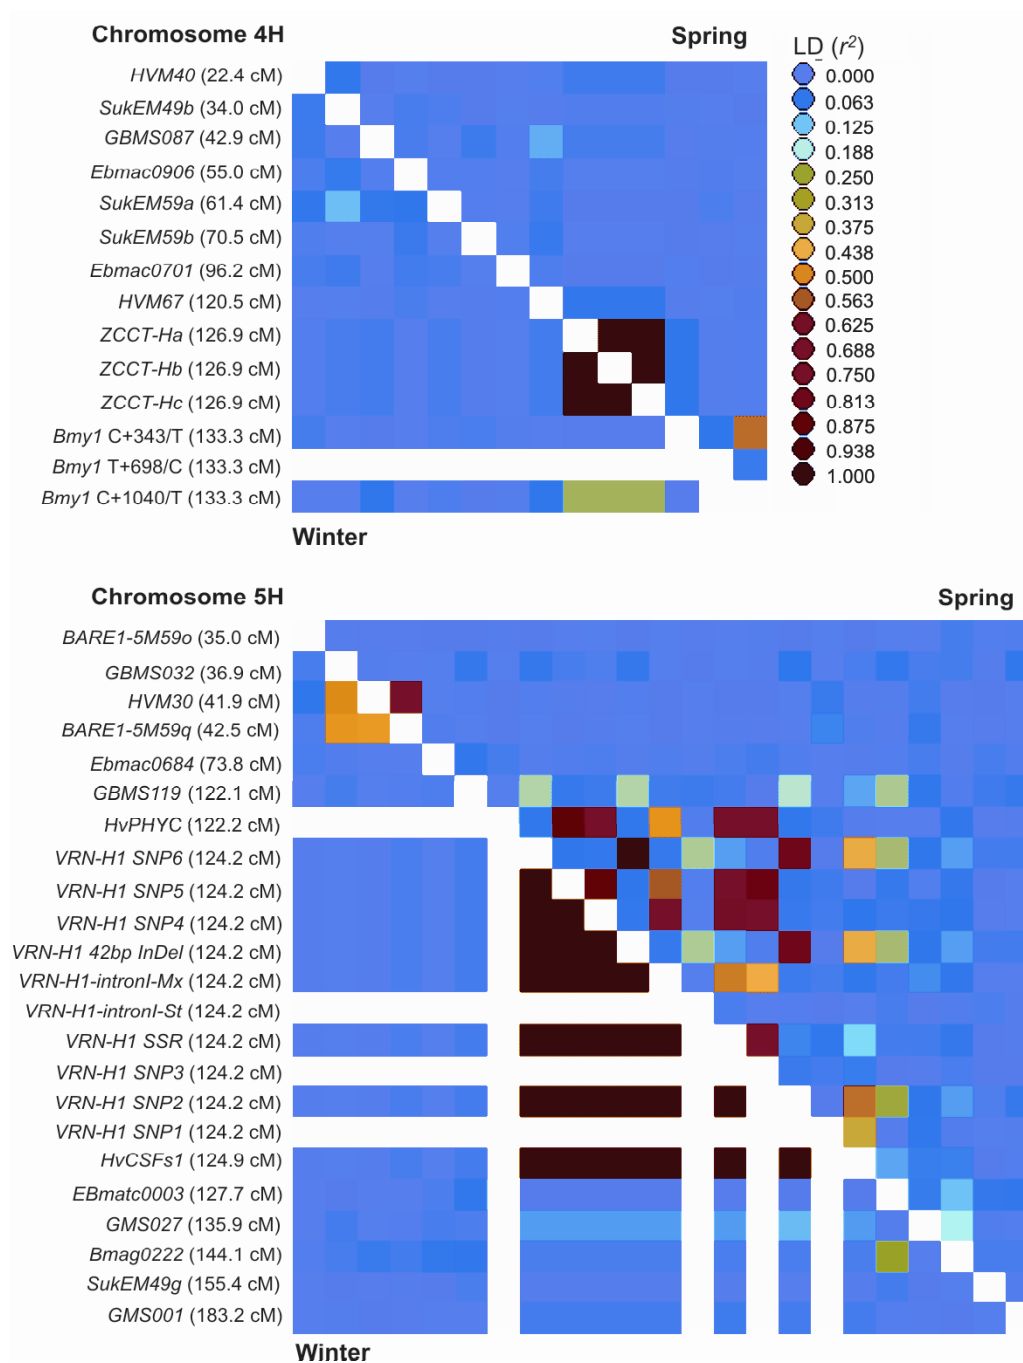 Chromosome 4H
Spring
LD (r²)
HVM40 (22.4 cM)
SukEM49b (34.0 cM)
GBMS087 (42.9 cM)
Ebmac0906 (55.0 cM)
SukEM59a (61.4 cM)
SukEM59b (70.5 cM)
Ebmac0701 (96.2 cM)
HVM67 (120.5 cM)
ZCCT-Ha (126.9 cM)
ZCCT-Hb (126.9 cM)
ZCCT-Hc (126.9 cM)
Bmy1 C+343/T (133.3 cM)
Bmy1 T+698/C (133.3 cM)
Bmy1 C+1040/T (133.3 cM)
0.000
0.063
0.125
0.188
0.250
0.313
0.375
0.438
0.500
0.563
0.625
0.688
0.750
0.813
0.875
0.938
1.000
Winter
Chromosome 5H
Spring
BARE1-5M59o (35.0 cM)
GBMS032 (36.9 cM)
HVM30 (41.9 cM)
BARE1-5M59q (42.5 cM)
Ebmac0684 (73.8 cM)
GBMS119 (122.1 cM)
HvPHYC (122.2 cM)
VRN-H1 SNP6 (124.2 cM)
VRN-H1 SNP5 (124.2 cM)
VRN-H1 SNP4 (124.2 cM)
VRN-H1 42bp InDel (124.2 cM)
VRN-H1-intronI-Mx (124.2 cM)
VRN-H1-intronI-St (124.2 cM)
VRN-H1 SSR (124.2 cM)
VRN-H1 SNP3 (124.2 cM)
VRN-H1 SNP2 (124.2 cM)
VRN-H1 SNP1 (124.2 cM)
HvCSFs1 (124.9 cM)
EBmatc0003 (127.7 cM)
GMS027 (135.9 cM)
Bmag0222 (144.1 cM)
SukEM49g (155.4 cM)
GMS001 (183.2 cM)
Winter